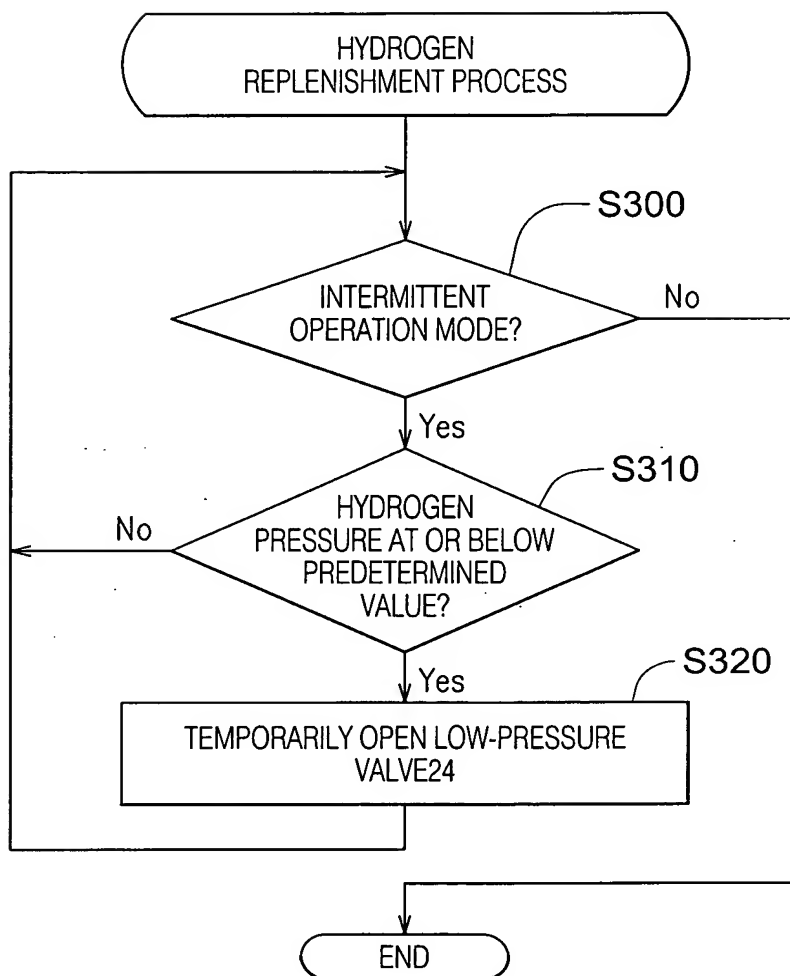 HYDROGEN
REPLENISHMENT PROCESS
S300
INTERMITTENT
OPERATION MODE?
No
Yes
S310
HYDROGEN
PRESSURE AT OR BELOW
PREDETERMINED
VALUE?
No
Yes
S320
TEMPORARILY OPEN LOW-PRESSURE
VALVE24
END